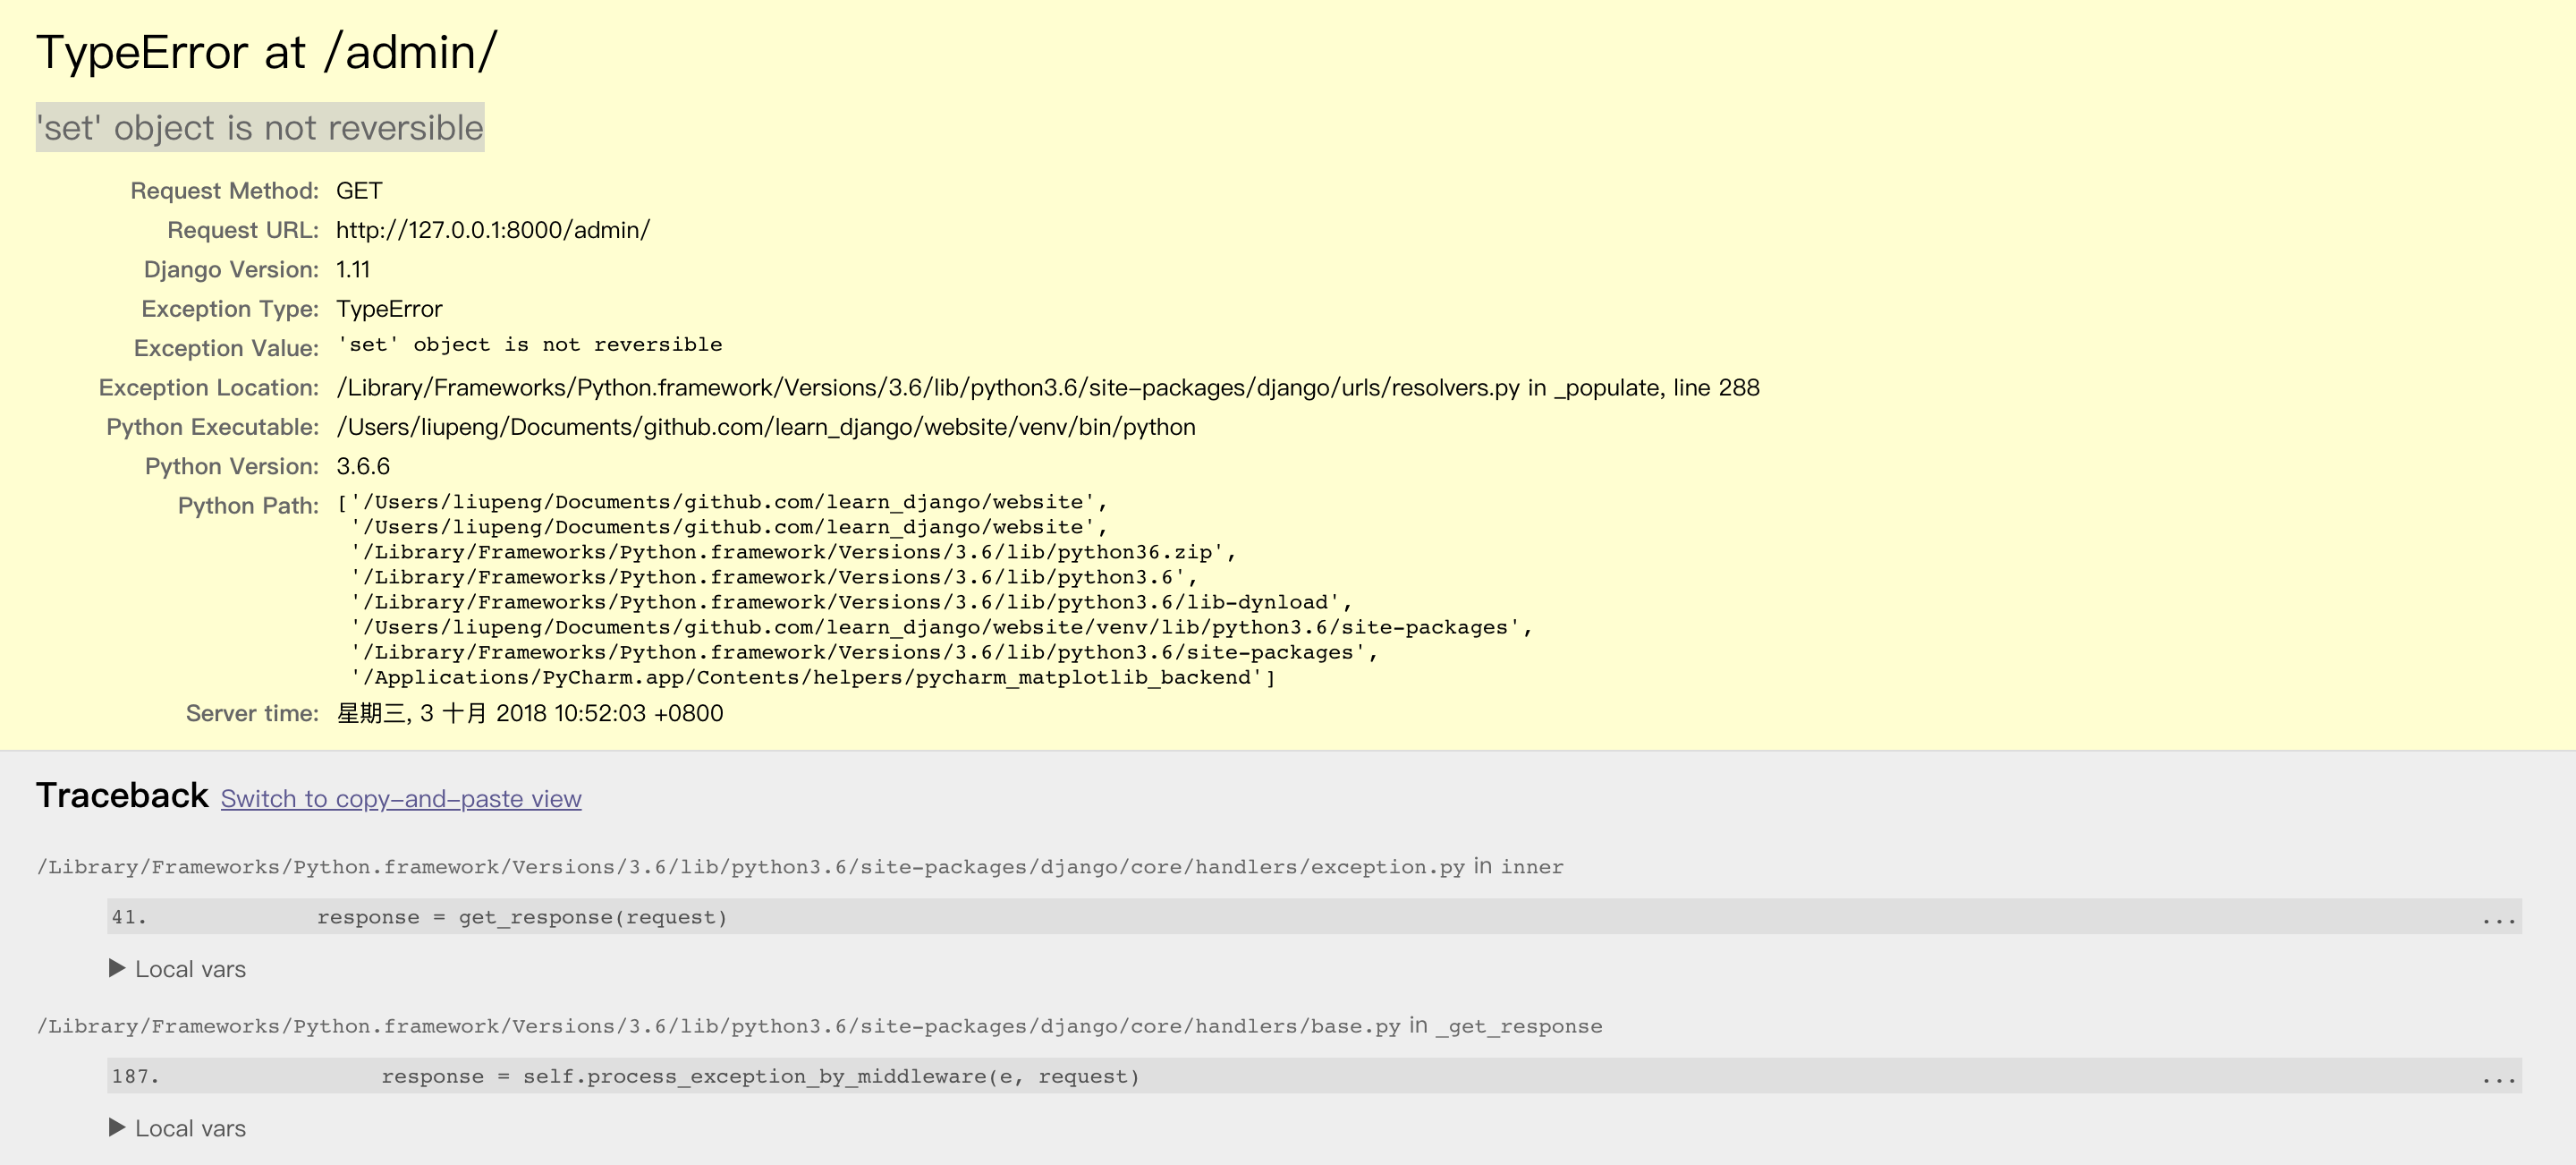 TypeError at /admin/
'set' object is not reversible
Request Method: GET
Request URL: http://127.0.0.1:8000/admin/
Django Version: 1.11
Exception Type: TypeError
Exception Value: 'set' object is not reversible
Exception Location: /Library/Frameworks/Python.framework/Versions/3.6/lib/python3.6/site-packages/django/urls/resolvers.py in _populate, line 288
Python Executable: /Users/liupeng/Documents/github.com/learn_django/website/venv/bin/python
Python Version: 3.6.6
Python Path: ['/Users/liupeng/Documents/github.com/learn_django/website',
'/Users/liupeng/Documents/github.com/learn_django/website',
'/Library/Frameworks/Python.framework/Versions/3.6/lib/python36.zip',
'/Library/Frameworks/Python.framework/Versions/3.6/lib/python3.6',
'/Library/Frameworks/Python.framework/Versions/3.6/lib/python3.6/lib-dynload',
'/Users/liupeng/Documents/github.com/learn_django/website/venv/lib/python3.6/site-packages',
'/Library/Frameworks/Python.framework/Versions/3.6/lib/python3.6/site-packages',
'/Applications/PyCharm.app/Contents/helpers/pycharm_matplotlib_backend']
Server time: 星期三, 3 十月 2018 10:52:03 +0800
Traceback Switch to copy-and-paste view
/Library/Frameworks/Python.framework/Versions/3.6/lib/python3.6/site-packages/django/core/handlers/exception.py in inner
41. response = get_response(request) ...
▶ Local vars
/Library/Frameworks/Python.framework/Versions/3.6/lib/python3.6/site-packages/django/core/handlers/base.py in _get_response
187. response = self.process_exception_by_middleware(e, request) ...
▶ Local vars